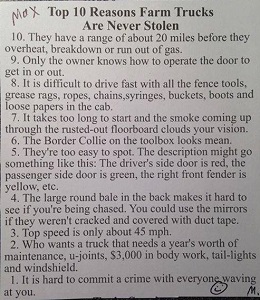 Max Top 10 Reasons Farm Trucks
Are Never Stolen
10. They have a range of about 20 miles before they
overheat, breakdown or run out of gas.
9. Only the owner knows how to operate the door to
get in or out.
8. It is difficult to drive fast with all the fence tools,
grease rags, ropes, chains,syringes, buckets, boots and
loose papers in the cab.
7. It takes too long to start and the smoke coming up
through the rusted-out floorboard clouds your vision.
6. The Border Collie on the toolbox looks mean.
5. They're too easy to spot. The description might go
something like this: The driver's side door is red, the
passenger side door is green, the right front fender is
yellow, etc.
4. The large round bale in the back makes it hard to
see if you're being chased. You could use the mirrors
if they weren't cracked and covered with duct tape.
3. Top speed is only about 45 mph.
2. Who wants a truck that needs a year's worth of
maintenance, u-joints, $3,000 in body work, tail-lights
and windshield.
1. It is hard to commit a crime with everyone waving
at you. M.